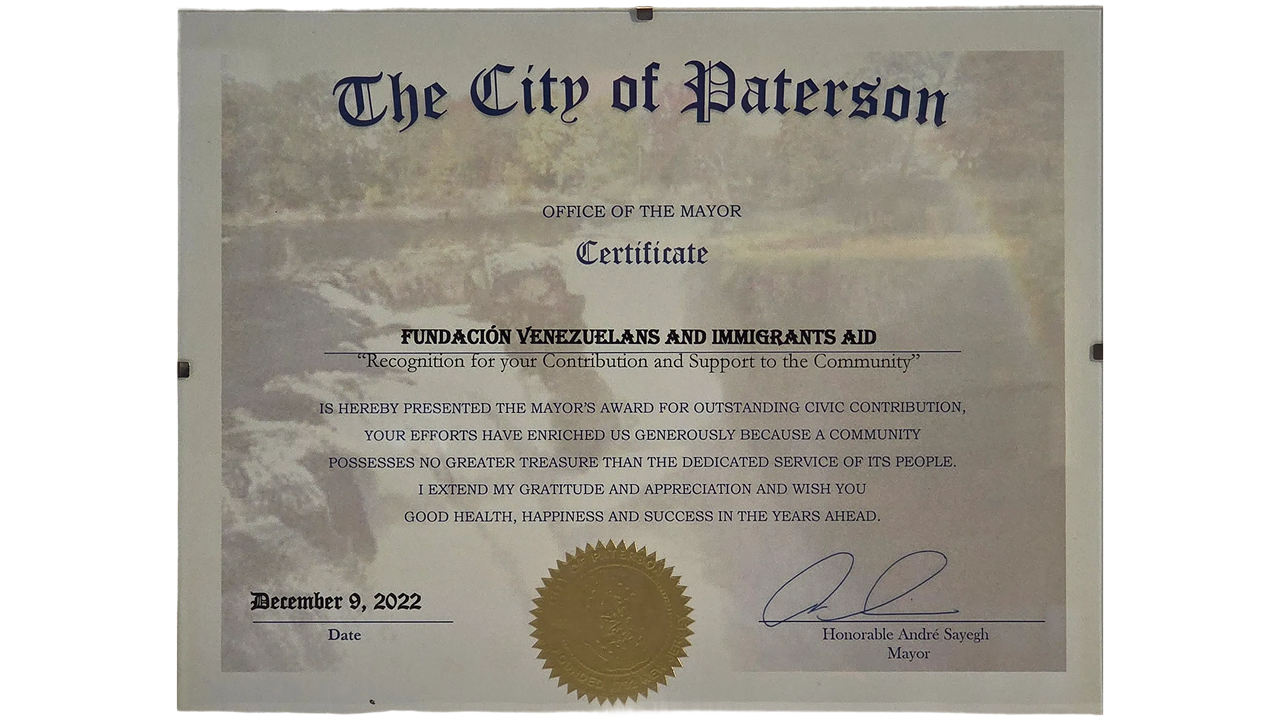 The City of Paterson
OFFICE OF THE MAYOR
Certificate
FUNDACIÓN VENEZUELANS AND IMMIGRANTS AID
“Recognition for your Contribution and Support to the Community”
IS HEREBY PRESENTED THE MAYOR’S AWARD FOR OUTSTANDING CIVIC CONTRIBUTION,
YOUR EFFORTS HAVE ENRICHED US GENEROUSLY BECAUSE A COMMUNITY
POSSESSES NO GREATER TREASURE THAN THE DEDICATED SERVICE OF ITS PEOPLE.
I EXTEND MY GRATITUDE AND APPRECIATION AND WISH YOU
GOOD HEALTH, HAPPINESS AND SUCCESS IN THE YEARS AHEAD.
December 9, 2022
Date
Honorable André Sayegh
Mayor